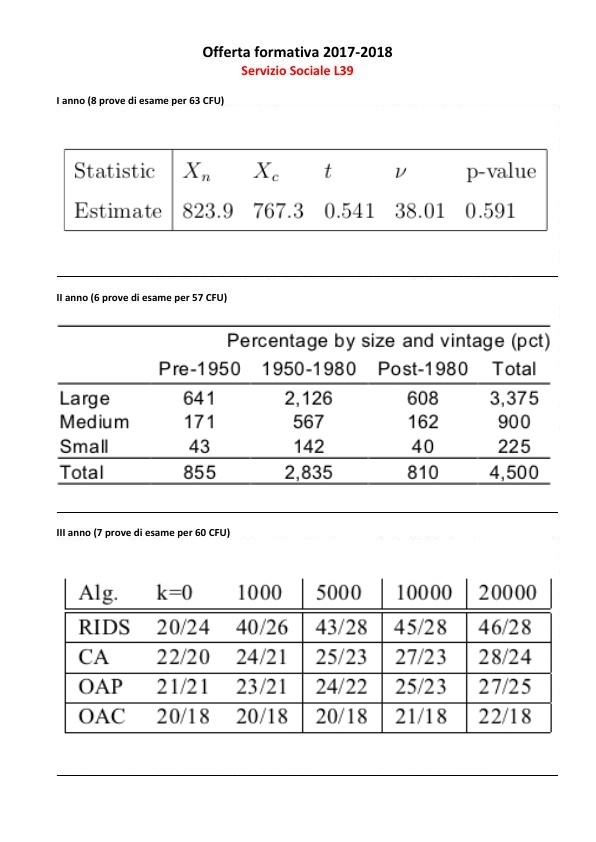 Offerta formativa 2017-2018
Servizio Sociale L39
I anno (8 prove di esame per 63 CFU)
Statistic Xn Xc t ν p-value
Estimate 823.9 767.3 0.541 38.01 0.591
II anno (6 prove di esame per 57 CFU)
Percentage by size and vintage (pct)
Pre-1950 1950-1980 Post-1980 Total
Large 641 2,126 608 3,375
Medium 171 567 162 900
Small 43 142 40 225
Total 855 2,835 810 4,500
III anno (7 prove di esame per 60 CFU)
Alg. k=0 1000 5000 10000 20000
RIDS 20/24 40/26 43/28 45/28 46/28
CA 22/20 24/21 25/23 27/23 28/24
OAP 21/21 23/21 24/22 25/23 27/25
OAC 20/18 20/18 20/18 21/18 22/18